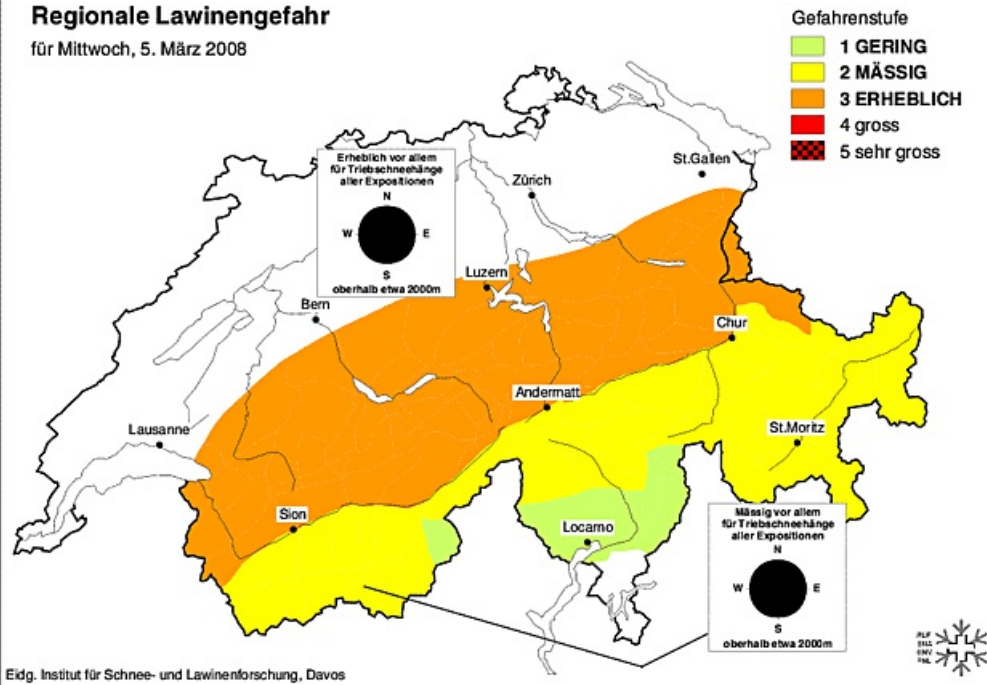 Regionale Lawinengefahr
für Mittwoch, 5. März 2008
Gefahrenstufe
1 GERING
2 MÄSSIG
3 ERHEBLICH
4 gross
5 sehr gross
Erheblich vor allem
für Triebschneehänge
aller Expositionen
N
W E
S
oberhalb etwa 2000m
St.Gallen
Zürich
Luzern
Bern
Chur
Andermatt
Lausanne
St.Moritz
Sion
Locarno
Mässig vor allem
für Triebschneehänge
aller Expositionen
N
W E
S
oberhalb etwa 2000m
SLF
Eidg. Institut für Schnee- und Lawinenforschung, Davos